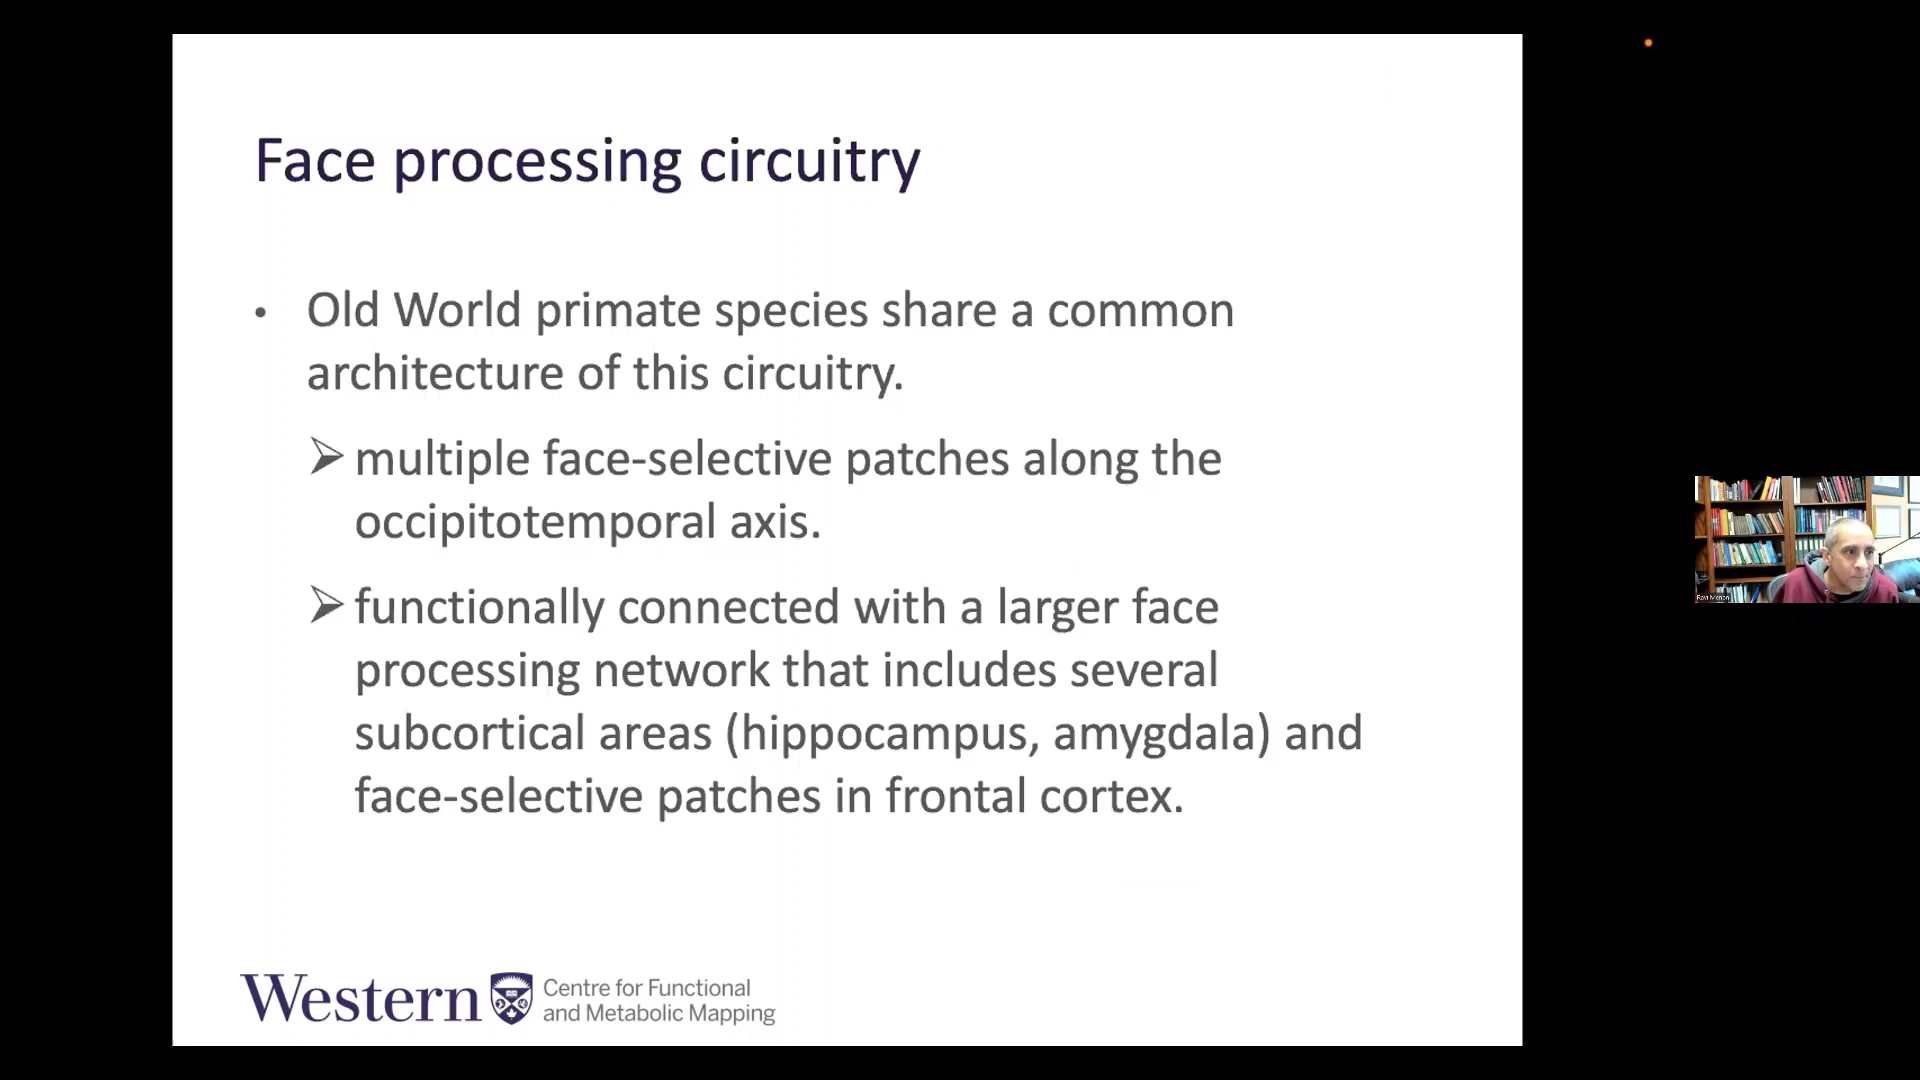 Face processing circuitry
• Old World primate species share a common
architecture of this circuitry.
➢ multiple face-selective patches along the
occipitotemporal axis.
➢ functionally connected with a larger face
processing network that includes several
subcortical areas (hippocampus, amygdala) and
face-selective patches in frontal cortex.
Western
Centre for Functional
and Metabolic Mapping
Ravi Menon